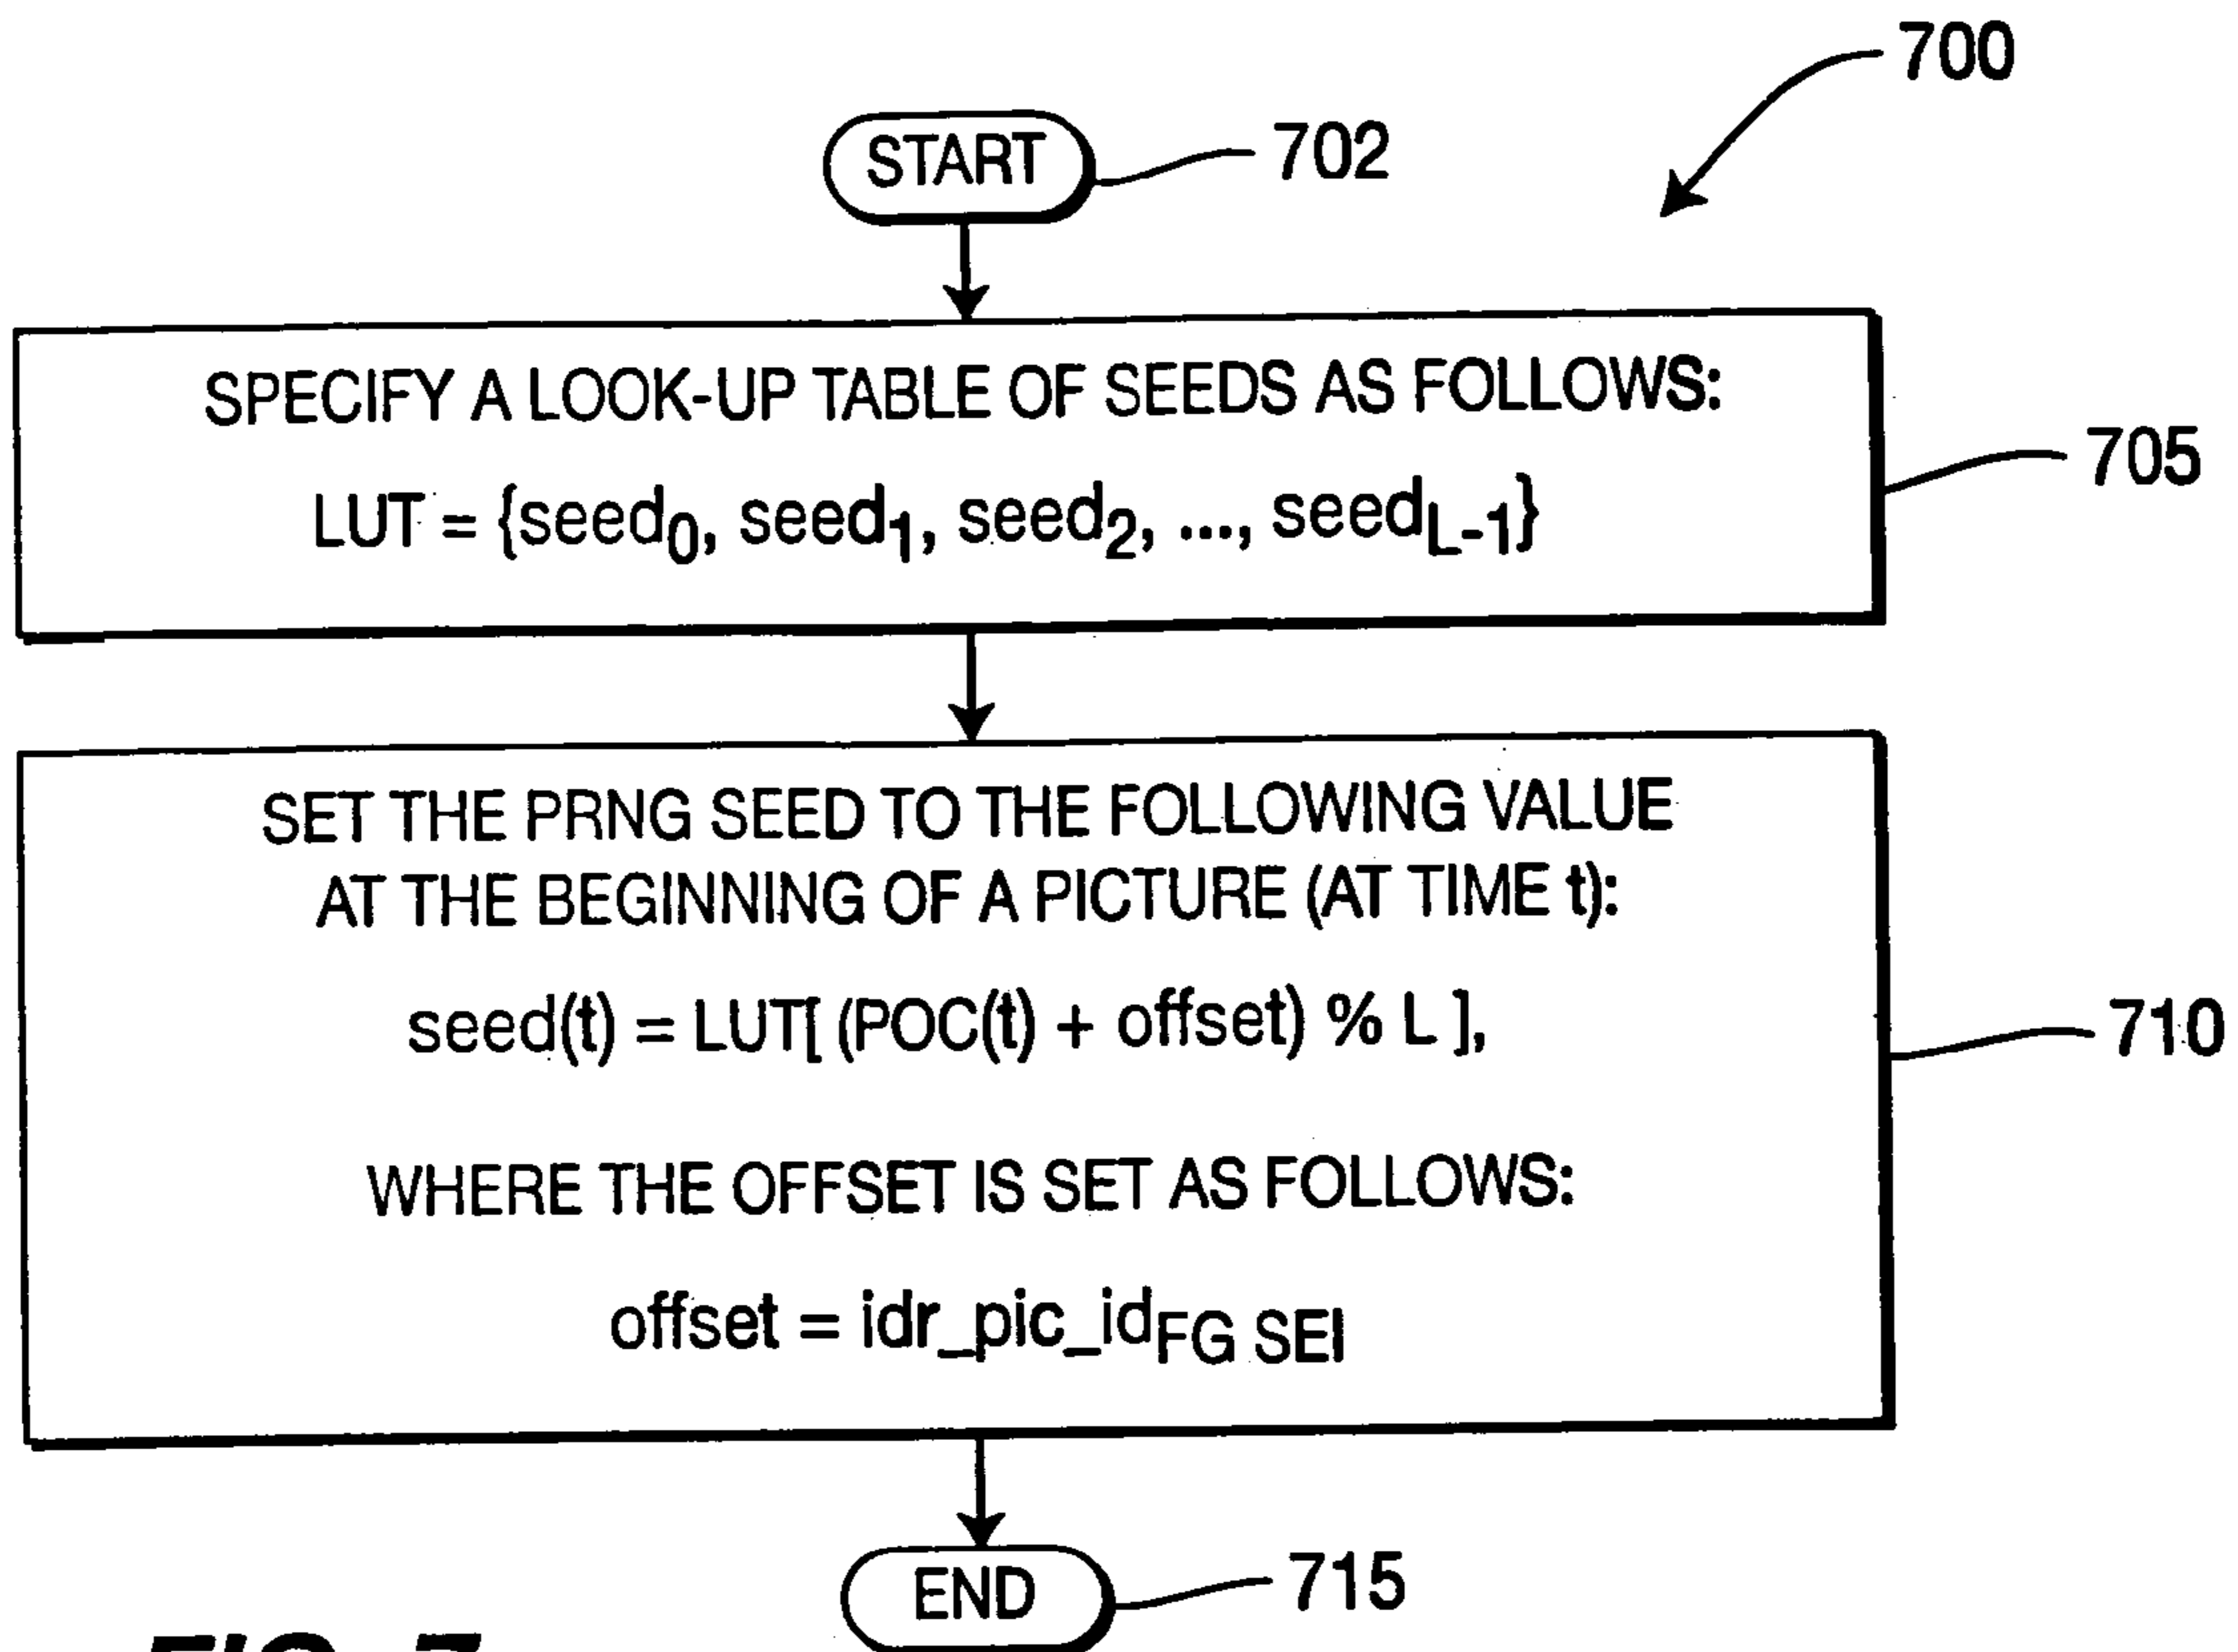 700
START
702
SPECIFY A LOOK-UP TABLE OF SEEDS AS FOLLOWS:
LUT = {seed0, seed1, seed2, ..., seedL-1}
705
SET THE PRNG SEED TO THE FOLLOWING VALUE
AT THE BEGINNING OF A PICTURE (AT TIME t):
seed(t) = LUT[ (POC(t) + offset) % L ],
710
WHERE THE OFFSET IS SET AS FOLLOWS:
offset = idr_pic_idFG SEI
END
715